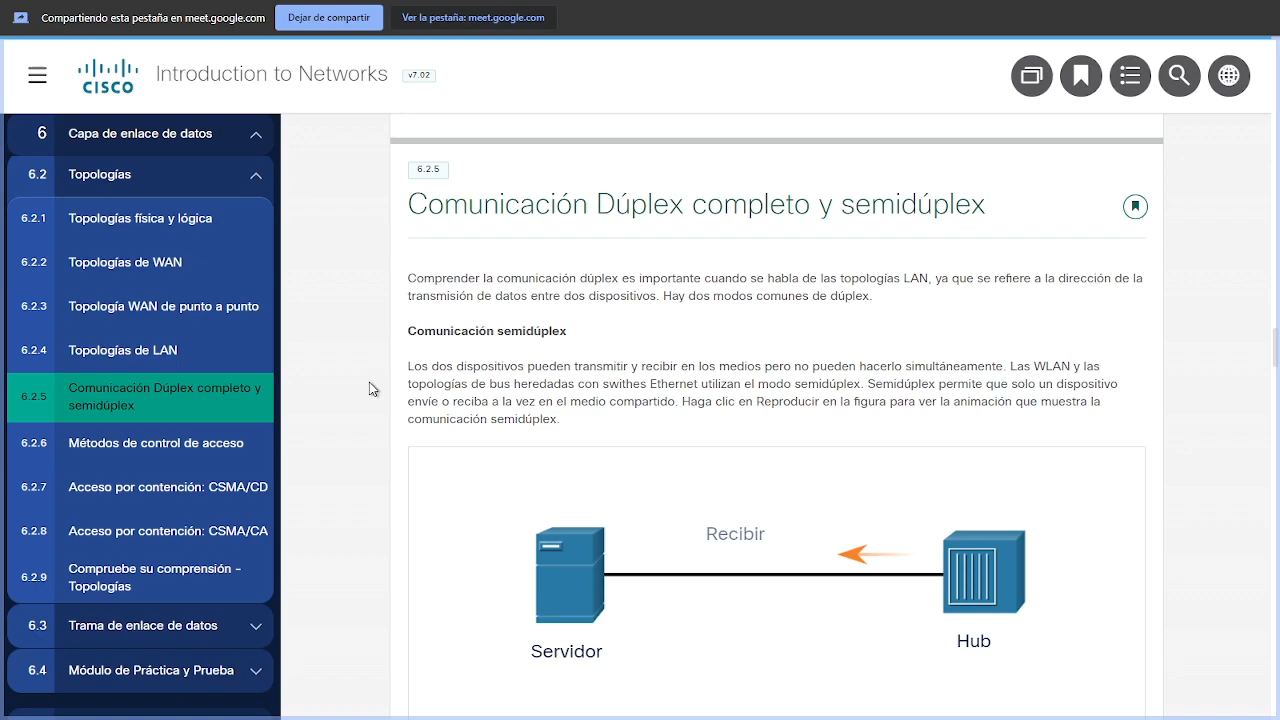 Compartiendo esta pestaña en meet.google.com
Dejar de compartir
Ver la pestaña: meet.google.com
CISCO
Introduction to Networks
v7.02
6 Capa de enlace de datos
6.2 Topologías
6.2.1 Topologías física y lógica
6.2.2 Topologías de WAN
6.2.3 Topología WAN de punto a punto
6.2.4 Topologías de LAN
6.2.5 Comunicación Dúplex completo y
semidúplex
6.2.6 Métodos de control de acceso
6.2.7 Acceso por contención: CSMA/CD
6.2.8 Acceso por contención: CSMA/CA
6.2.9 Compruebe su comprensión -
Topologías
6.3 Trama de enlace de datos
6.4 Módulo de Práctica y Prueba
6.2.5
Comunicación Dúplex completo y semidúplex
Comprender la comunicación dúplex es importante cuando se habla de las topologías LAN, ya que se refiere a la dirección de la
transmisión de datos entre dos dispositivos. Hay dos modos comunes de dúplex.
Comunicación semidúplex
Los dos dispositivos pueden transmitir y recibir en los medios pero no pueden hacerlo simultáneamente. Las WLAN y las
topologías de bus heredadas con swithes Ethernet utilizan el modo semidúplex. Semidúplex permite que solo un dispositivo
envíe o reciba a la vez en el medio compartido. Haga clic en Reproducir en la figura para ver la animación que muestra la
comunicación semidúplex.
Recibir
Servidor
Hub